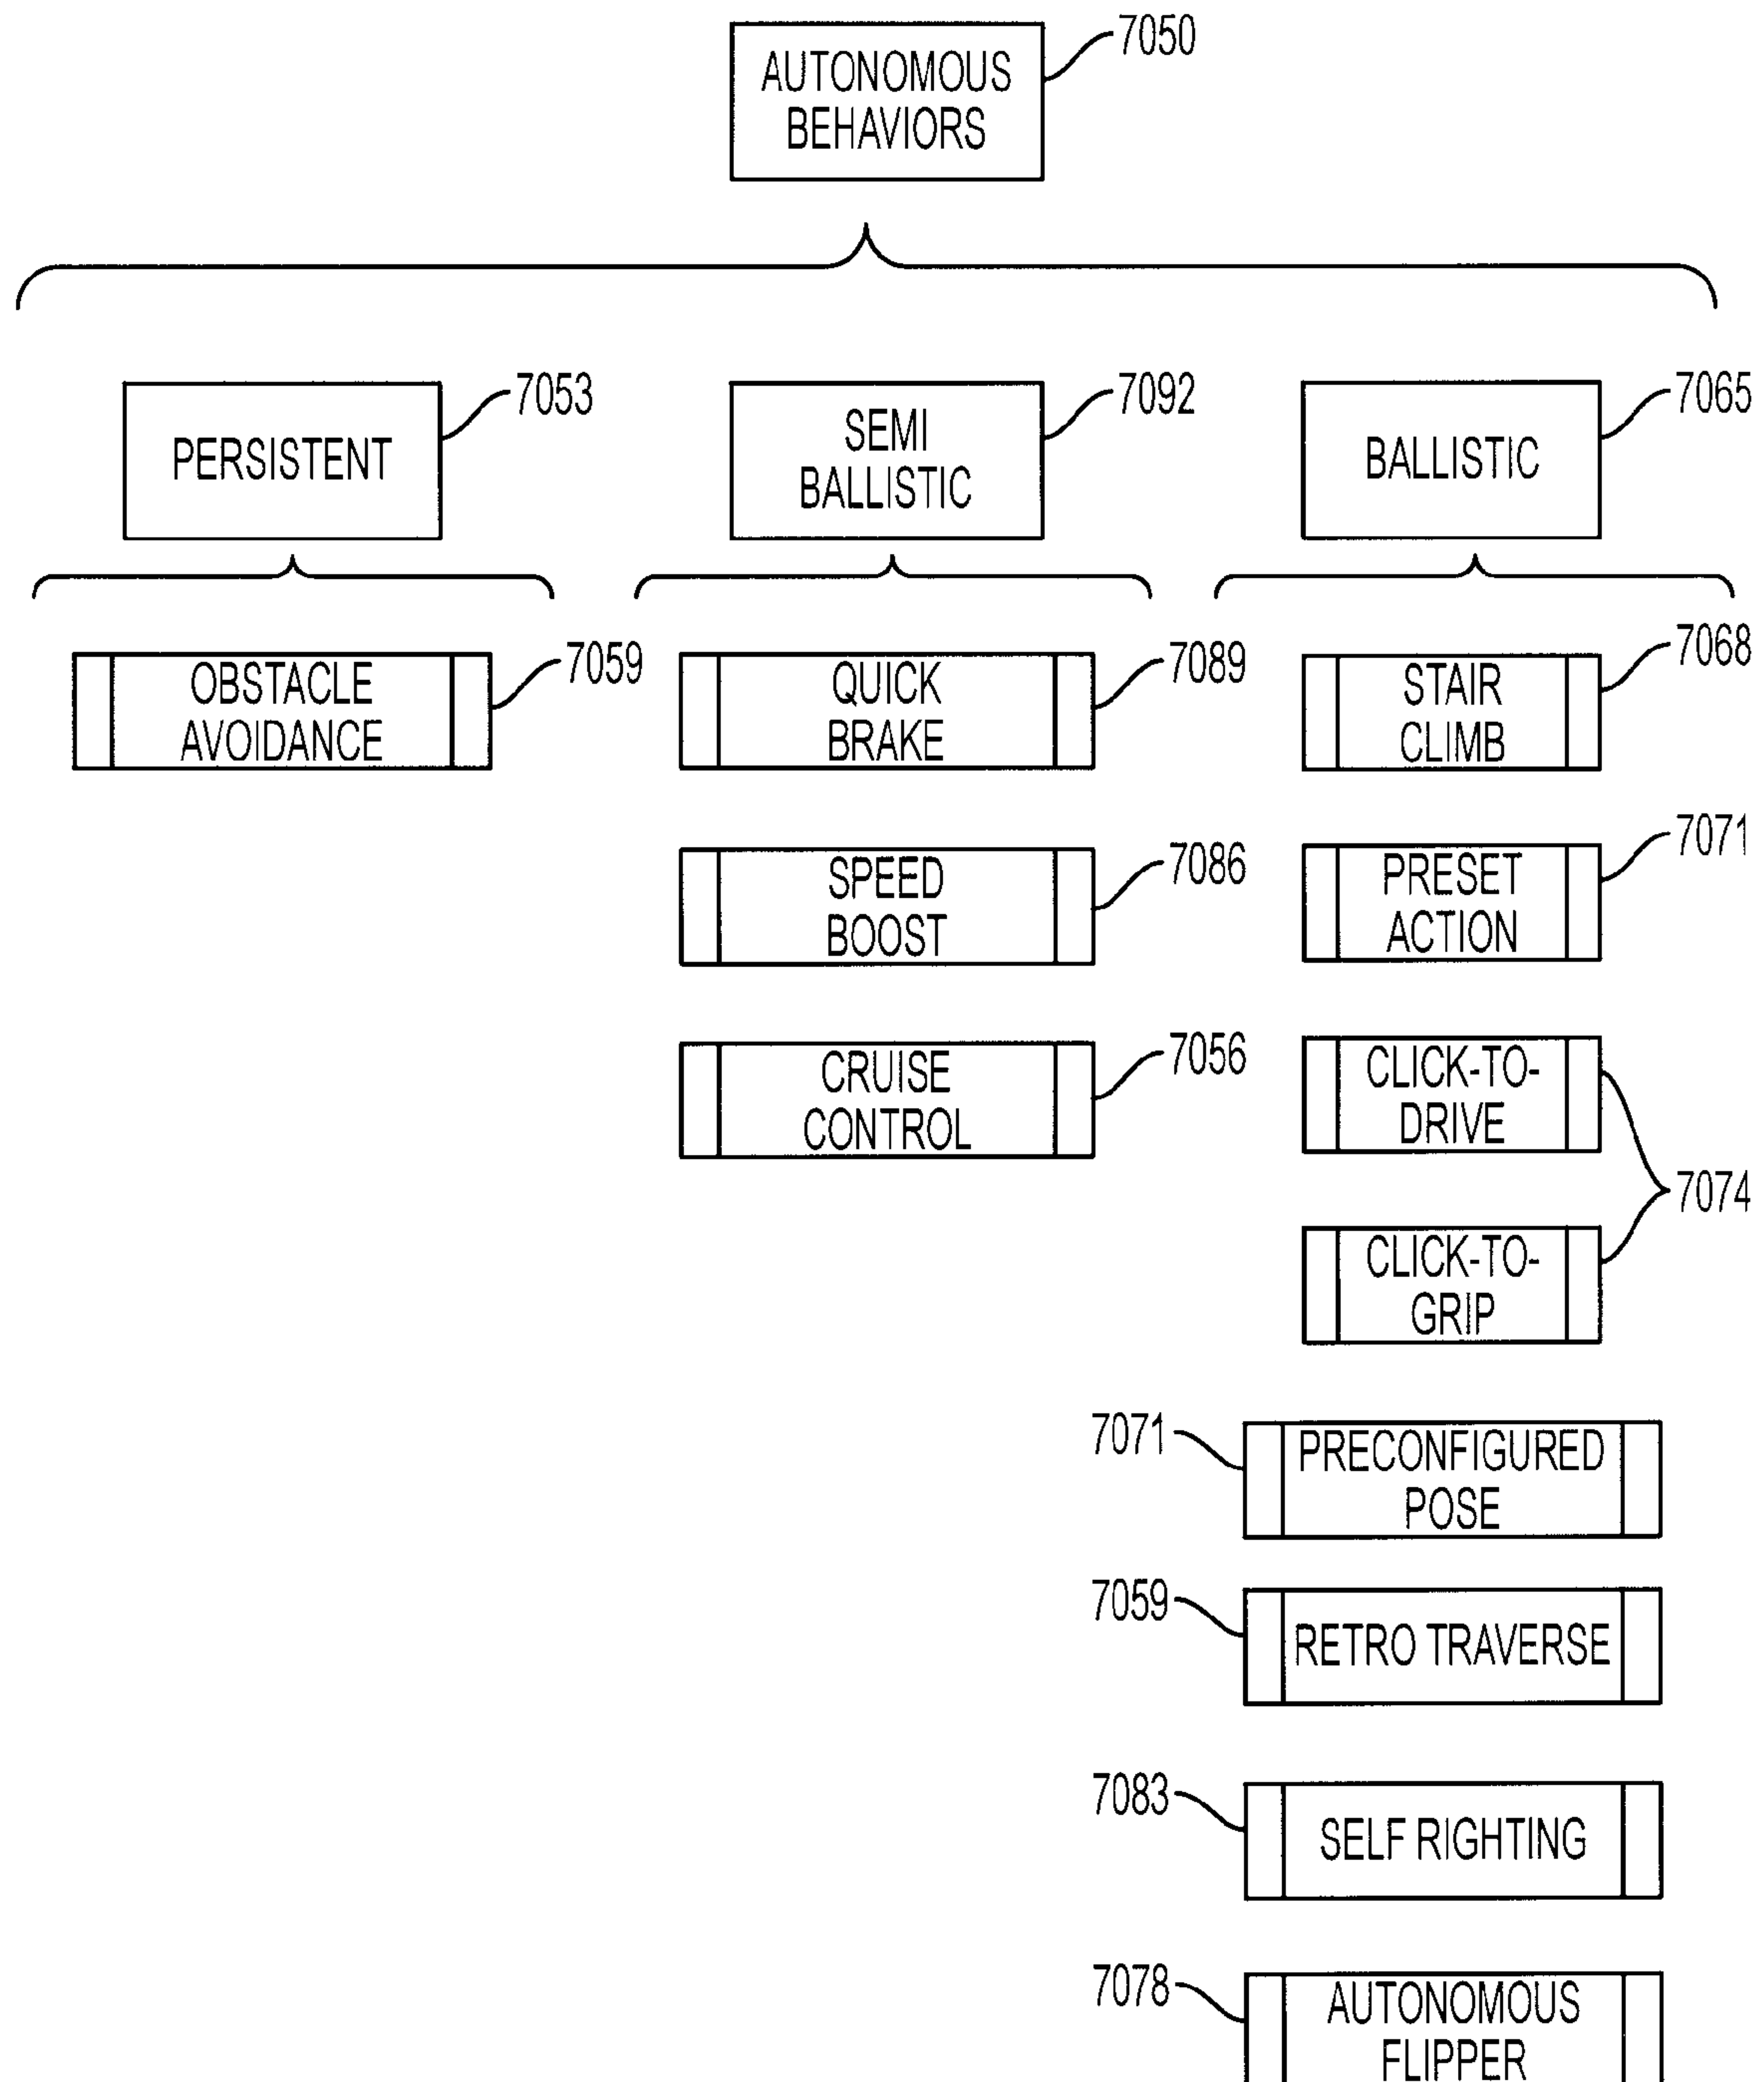 7050
AUTONOMOUS
BEHAVIORS
7053
PERSISTENT
7092
SEMI
BALLISTIC
7065
BALLISTIC
7059
OBSTACLE
AVOIDANCE
7089
QUICK
BRAKE
7068
STAIR
CLIMB
7086
SPEED
BOOST
7071
PRESET
ACTION
7056
CRUISE
CONTROL
CLICK-TO-
DRIVE
7074
CLICK-TO-
GRIP
7071
PRECONFIGURED
POSE
7059
RETRO TRAVERSE
7083
SELF RIGHTING
7078
AUTONOMOUS
FLIPPER